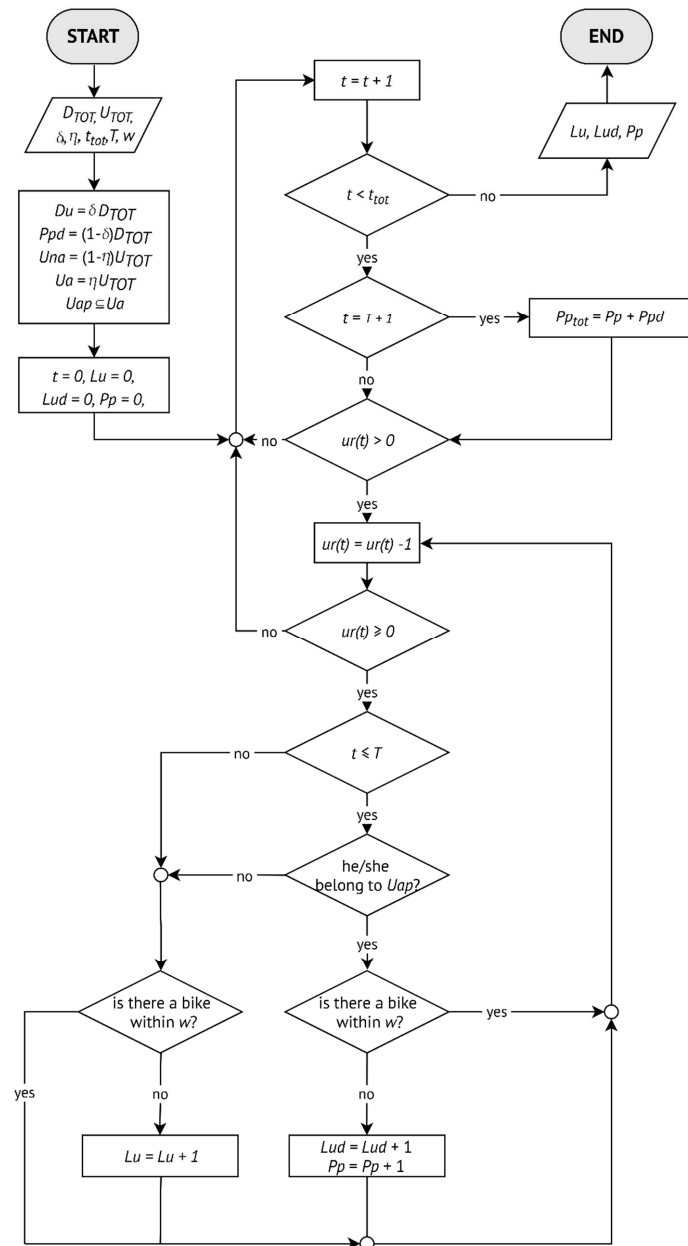 START
D_TOT, U_TOT,
δ, η, t_tot, T, w
Du = δ D_TOT
Ppd = (1-δ)D_TOT
Una = (1-η)U_TOT
Ua = ηU_TOT
Uap ⊆ Ua
t = 0, Lu = 0,
Lud = 0, Pp = 0,
t = t + 1
END
Lu, Lud, Pp
t < t_tot
no
yes
t = T + 1
yes
Pp_tot = Pp + Ppd
no
ur(t) > 0
no
yes
ur(t) = ur(t) -1
ur(t) ⩾ 0
no
yes
t ⩽ T
no
yes
he/she
belong to Uap?
no
yes
is there a bike
within w?
is there a bike
within w?
yes
yes
no
no
Lu = Lu + 1
Lud = Lud + 1
Pp = Pp + 1